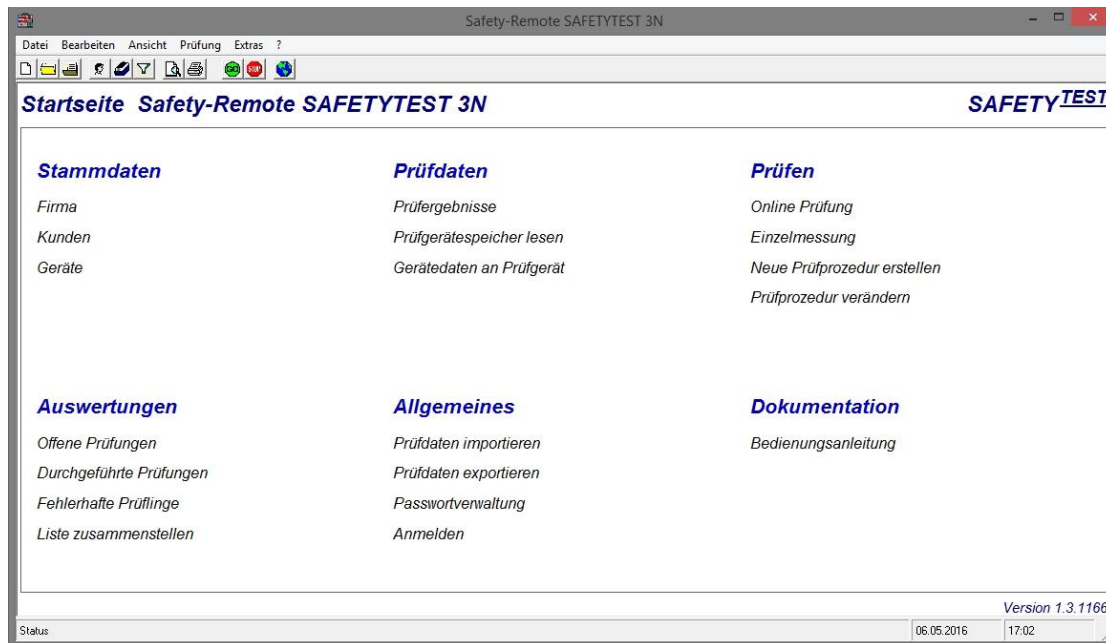 Safety-Remote SAFETYTEST 3N
Datei Bearbeiten Ansicht Prüfung Extras ?
GO STOP
Startseite Safety-Remote SAFETYTEST 3N
SAFETYTEST
Stammdaten
Firma
Kunden
Geräte
Prüfdaten
Prüfergebnisse
Prüfgerätespeicher lesen
Gerätedaten an Prüfgerät
Prüfen
Online Prüfung
Einzelmessung
Neue Prüfprozedur erstellen
Prüfprozedur verändern
Auswertungen
Offene Prüfungen
Durchgeführte Prüfungen
Fehlerhafte Prüflinge
Liste zusammenstellen
Allgemeines
Prüfdaten importieren
Prüfdaten exportieren
Passwortverwaltung
Anmelden
Dokumentation
Bedienungsanleitung
Version 1.3.1166
Status 06.05.2016 17:02